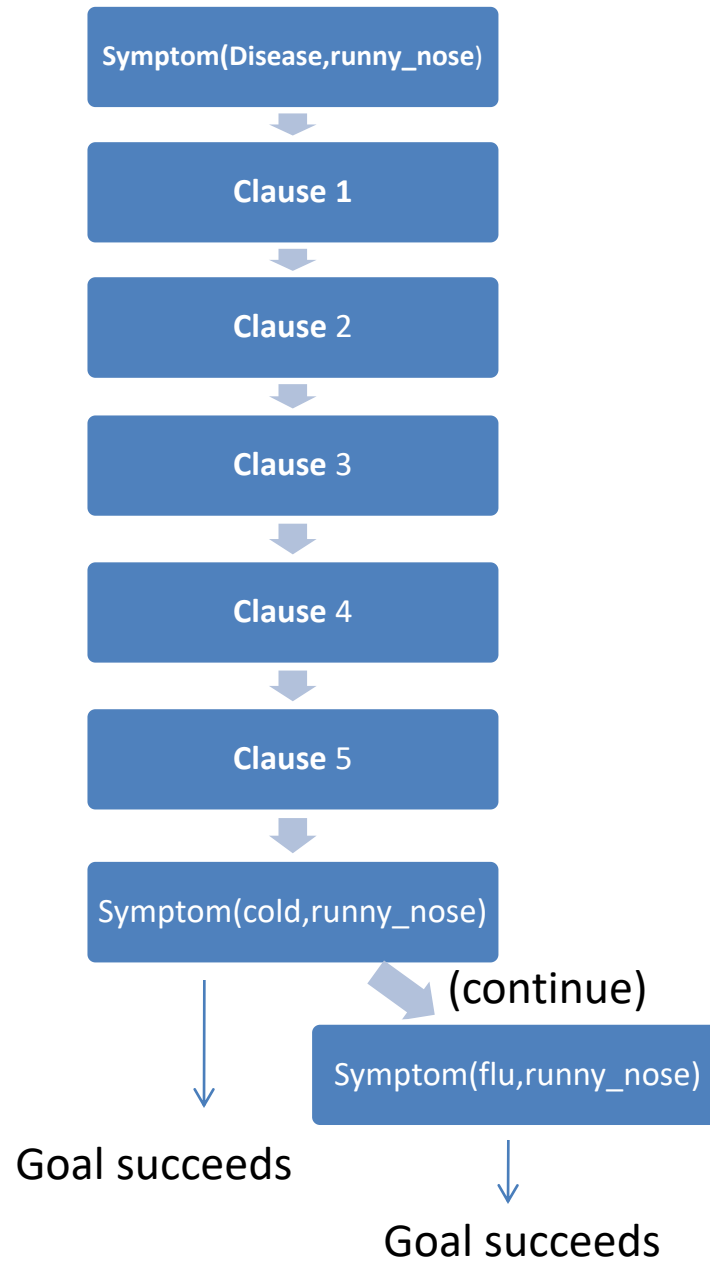 Symptom(Disease,runny_nose)
Clause 1
Clause 2
Clause 3
Clause 4
Clause 5
Symptom(cold,runny_nose)
(continue)
Symptom(flu,runny_nose)
Goal succeeds
Goal succeeds